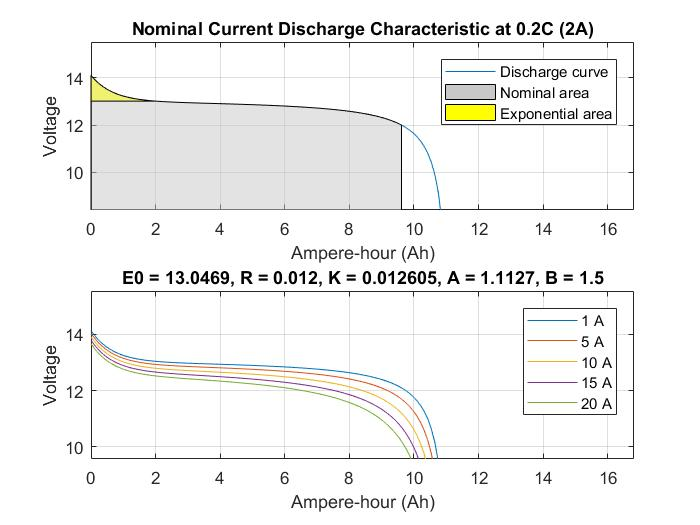 Nominal Current Discharge Characteristic at 0.2C (2A)
14
12
10
Voltage
Discharge curve
Nominal area
Exponential area
0 2 4 6 8 10 12 14 16
Ampere-hour (Ah)
E0 = 13.0469, R = 0.012, K = 0.012605, A = 1.1127, B = 1.5
14
12
10
Voltage
1 A
5 A
10 A
15 A
20 A
0 2 4 6 8 10 12 14 16
Ampere-hour (Ah)